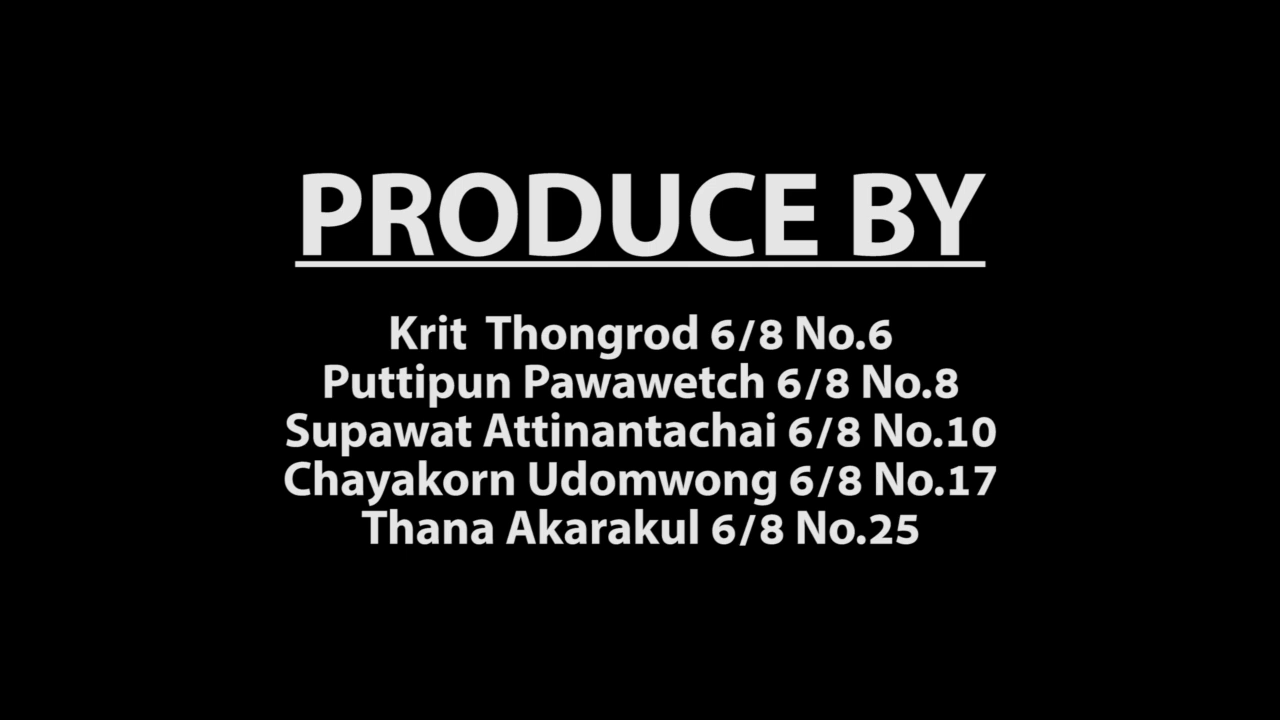 PRODUCE BY
Krit  Thongrod 6/8 No.6
Puttipun Pawawetch 6/8 No.8
Supawat Attinantachai 6/8 No.10
Chayakorn Udomwong 6/8 No.17
Thana Akarakul 6/8 No.25